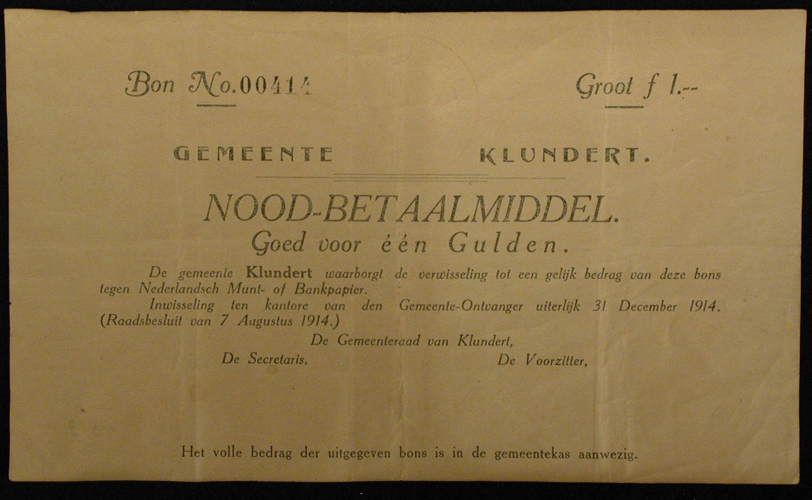 Bon No. 00414 Groot f 1.--
GEMEENTE KLUNDERT.
NOOD-BETAALMIDDEL.
Goed voor één Gulden.
De gemeente Klundert waarborgt de verwisseling tot een gelijk bedrag van deze bons
tegen Nederlandsch Munt- of Bankpapier.
Inwisseling ten kantore van den Gemeente-Ontvanger uiterlijk 31 December 1914.
(Raadsbesluit van 7 Augustus 1914.)
De Gemeenteraad van Klundert,
De Secretaris, De Voorzitter,
Het volle bedrag der uitgegeven bons is in de gemeentekas aanwezig.